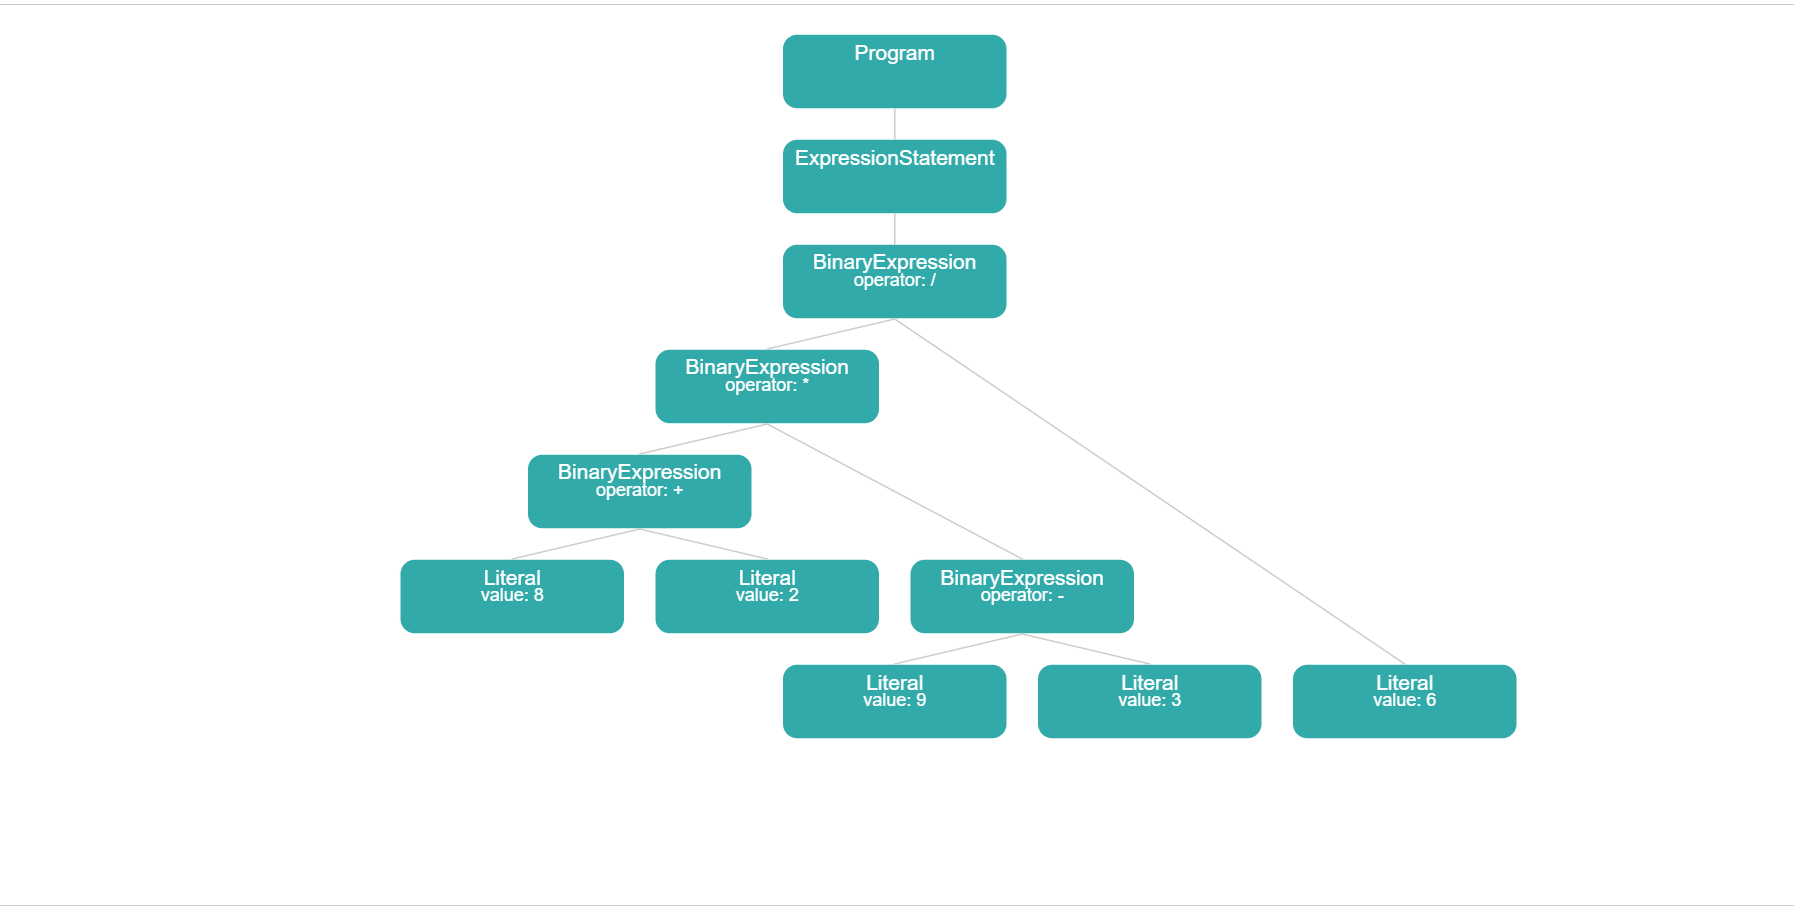 Program
ExpressionStatement
BinaryExpression
operator: /
BinaryExpression
operator: *
BinaryExpression
operator: +
Literal
value: 8
Literal
value: 2
BinaryExpression
operator: -
Literal
value: 9
Literal
value: 3
Literal
value: 6